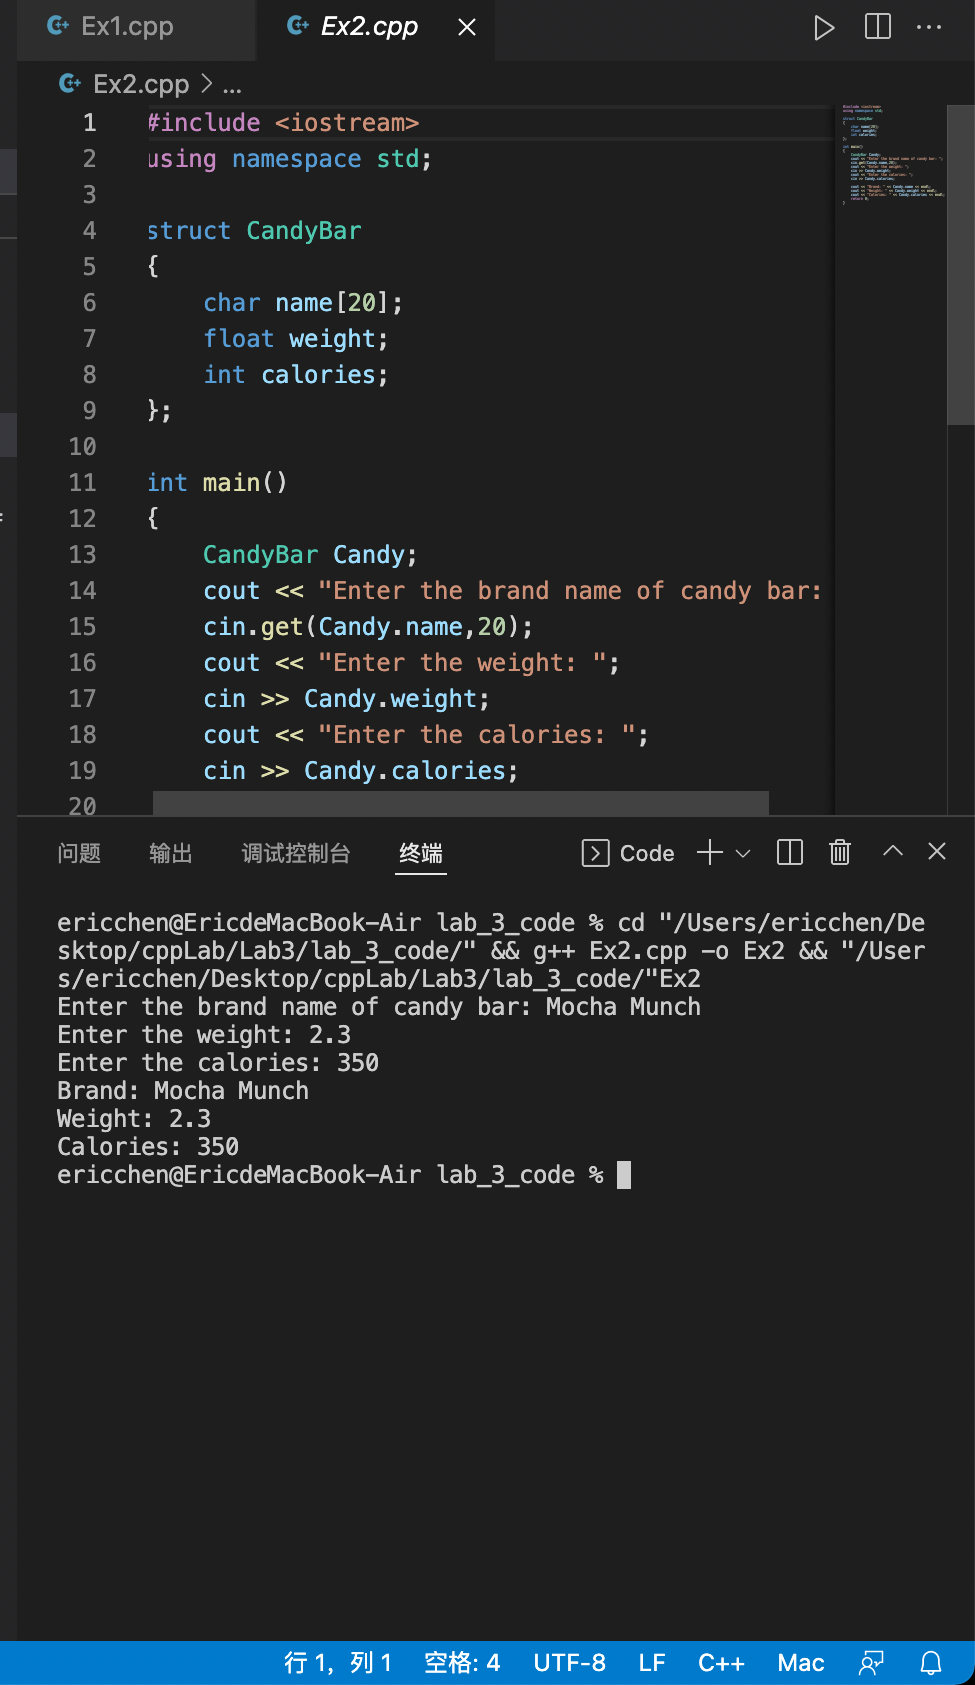 Ex1.cpp
Ex2.cpp
Ex2.cpp > ...
1 #include <iostream>
2 using namespace std;
3
4 struct CandyBar
5 {
6 char name[20];
7 float weight;
8 int calories;
9 };
10
11 int main()
12 {
13 CandyBar Candy;
14 cout << "Enter the brand name of candy bar:
15 cin.get(Candy.name,20);
16 cout << "Enter the weight: ";
17 cin >> Candy.weight;
18 cout << "Enter the calories: ";
19 cin >> Candy.calories;
20
问题 输出 调试控制台 终端 Code
ericchen@EricdeMacBook-Air lab_3_code % cd "/Users/ericchen/De
sktop/cppLab/Lab3/lab_3_code/" && g++ Ex2.cpp -o Ex2 && "/User
s/ericchen/Desktop/cppLab/Lab3/lab_3_code/"Ex2
Enter the brand name of candy bar: Mocha Munch
Enter the weight: 2.3
Enter the calories: 350
Brand: Mocha Munch
Weight: 2.3
Calories: 350
ericchen@EricdeMacBook-Air lab_3_code %
行 1，列 1 空格: 4 UTF-8 LF C++ Mac